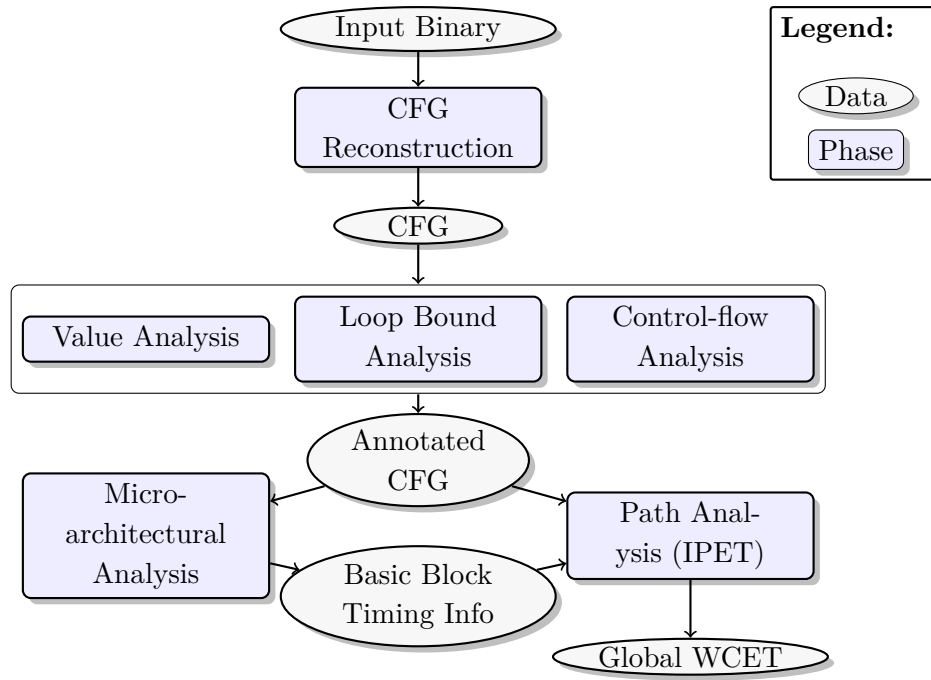 Input Binary
Legend:
Data
Phase
CFG
Reconstruction
CFG
Value Analysis
Loop Bound
Analysis
Control-flow
Analysis
Annotated
CFG
Micro-
architectural
Analysis
Path Anal-
ysis (IPET)
Basic Block
Timing Info
Global WCET